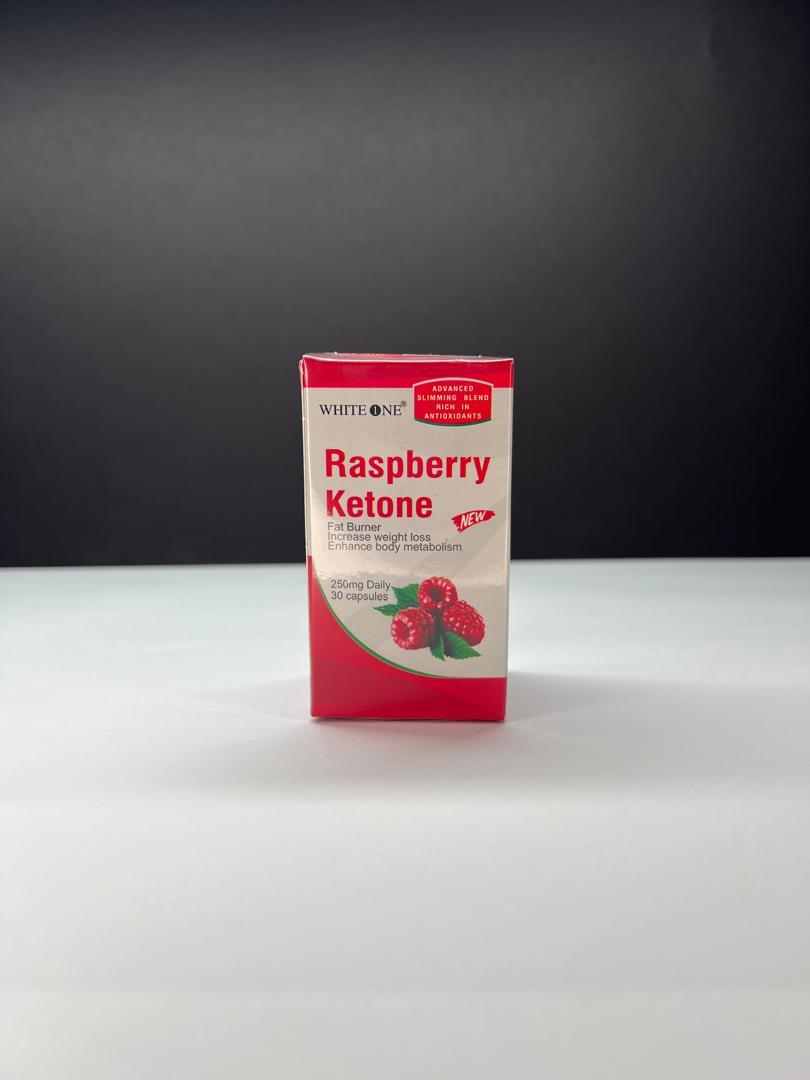 WHITE 1NE®
ADVANCED
SLIMMING BLEND
RICH IN
ANTIOXIDANTS
Raspberry
Ketone
NEW
Fat Burner
Increase weight loss
Enhance body metabolism
250mg Daily
30 capsules